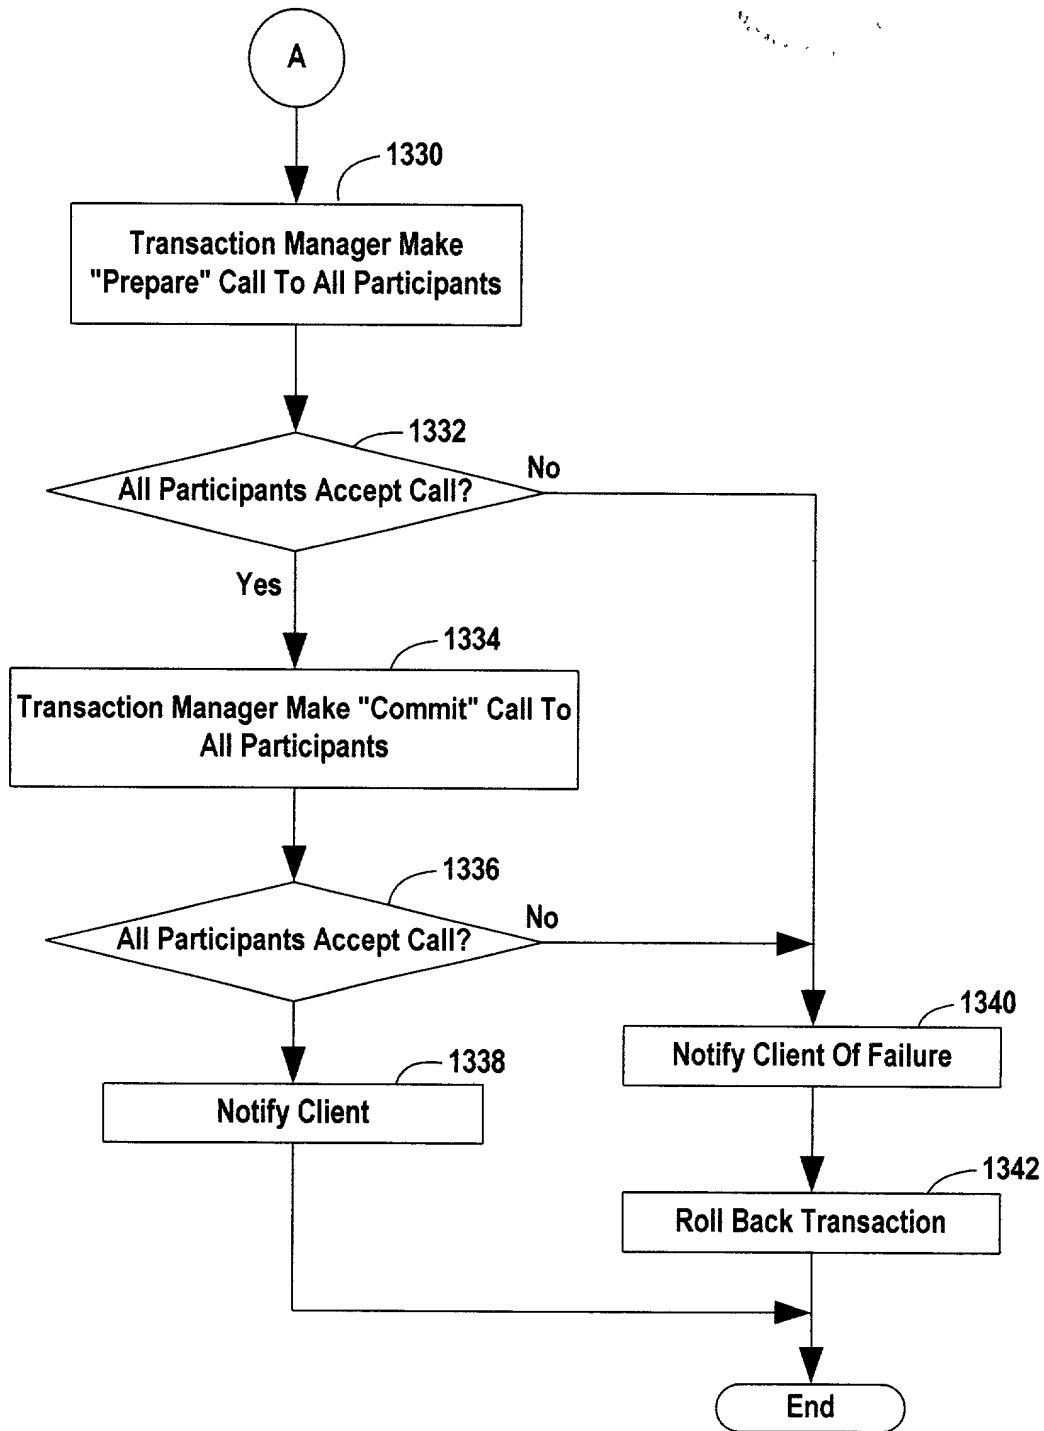 A
1330
Transaction Manager Make
"Prepare" Call To All Participants
1332
All Participants Accept Call?
No
Yes
1334
Transaction Manager Make "Commit" Call To
All Participants
1336
All Participants Accept Call?
No
1340
Notify Client Of Failure
1338
Notify Client
1342
Roll Back Transaction
End